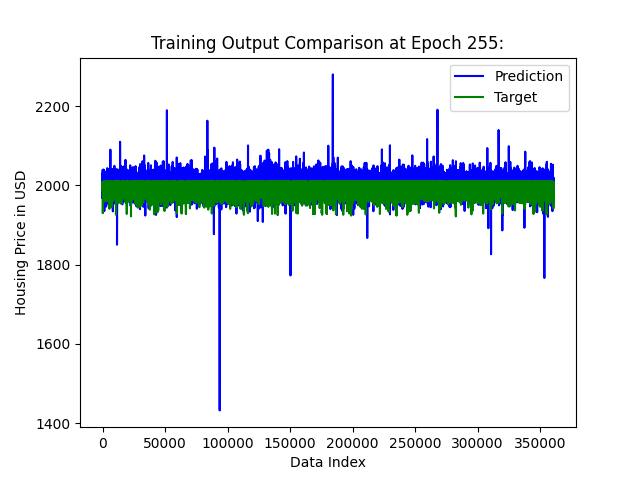 Training Output Comparison at Epoch 255:
Prediction
Target
Housing Price in USD
2200
2000
1800
1600
1400
0 50000 100000 150000 200000 250000 300000 350000
Data Index